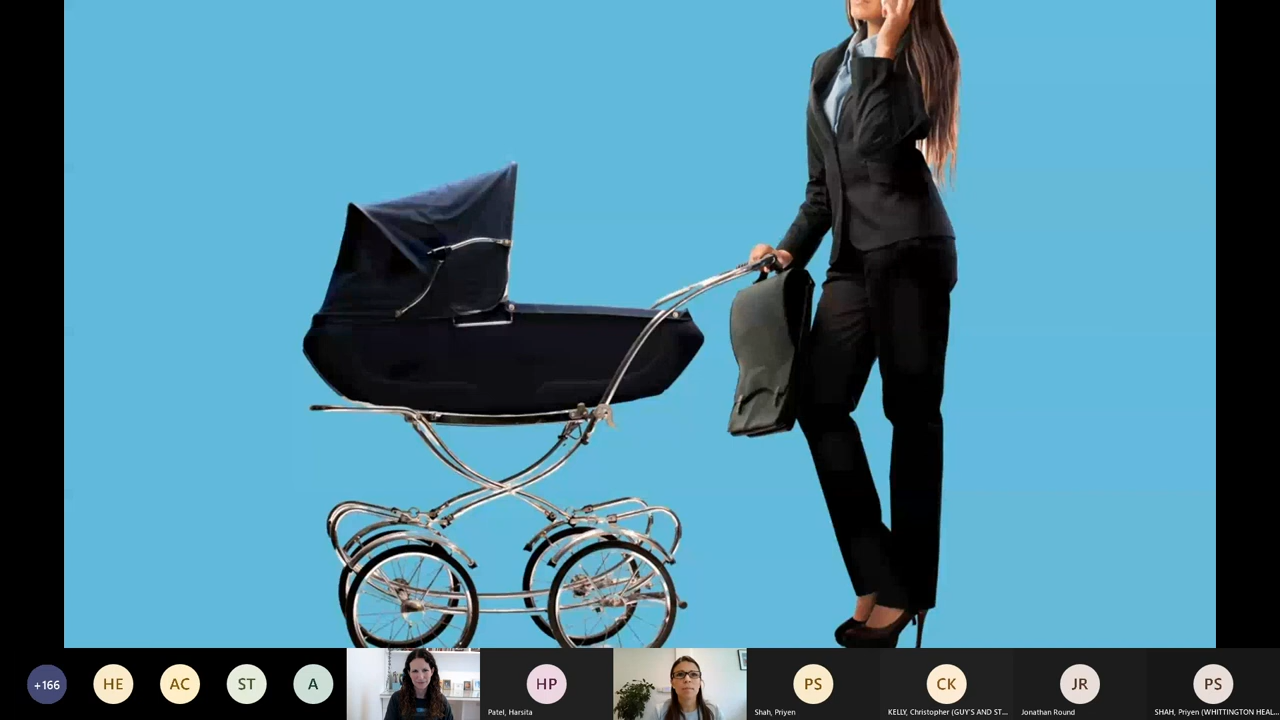 +166
HE
AC
ST
A
HP
Patel, Harsita
PS
Shah, Priyen
CK
KELLY, Christopher (GUY'S AND ST...
JR
Jonathan Round
PS
SHAH, Priyen (WHITTINGTON HEAL...